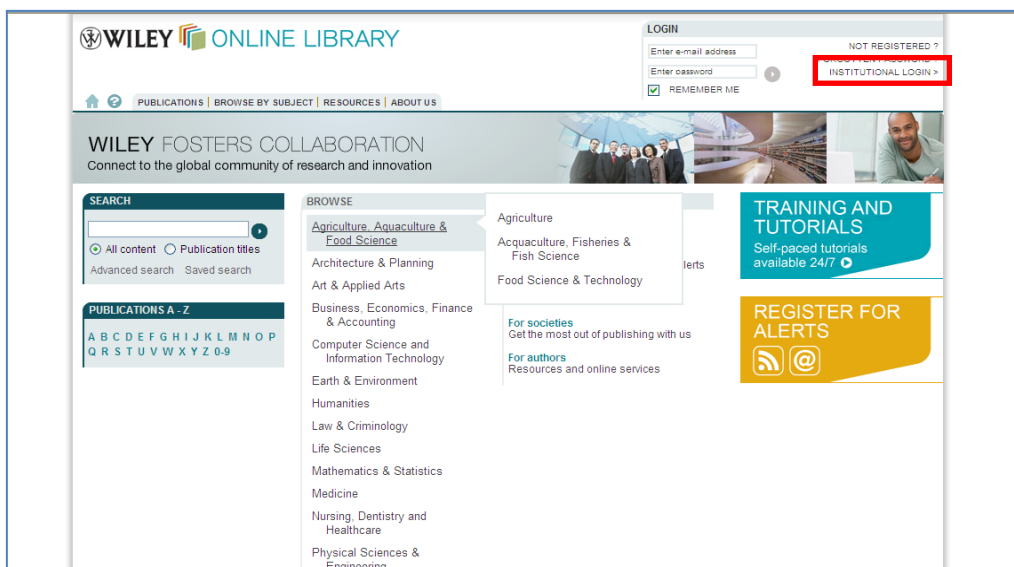 WILEY ONLINE LIBRARY
LOGIN
Enter e-mail address
Enter password
REMEMBER ME
NOT REGISTERED ?
INSTITUTIONAL LOGIN >
PUBLICATIONS | BROWSE BY SUBJECT | RESOURCES | ABOUT US
WILEY FOSTERS COLLABORATION
Connect to the global community of research and innovation
SEARCH
All content Publication titles
Advanced search Saved search
PUBLICATIONS A - Z
A B C D E F G H I J K L M N O P
Q R S T U V W X Y Z 0-9
BROWSE
Agriculture, Aquaculture &
Food Science
Architecture & Planning
Art & Applied Arts
Business, Economics, Finance
& Accounting
Computer Science and
Information Technology
Earth & Environment
Humanities
Law & Criminology
Life Sciences
Mathematics & Statistics
Medicine
Nursing, Dentistry and
Healthcare
Physical Sciences &
Engineering
Agriculture
Acquaculture, Fisheries &
Fish Science
Food Science & Technology
lerts
For societies
Get the most out of publishing with us
For authors
Resources and online services
TRAINING AND
TUTORIALS
Self-paced tutorials
available 24/7
REGISTER FOR
ALERTS